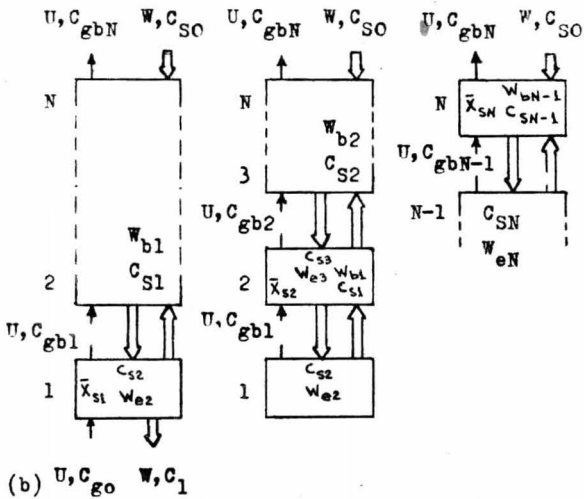 U, C_gbN W, C_SO U, C_gbN W, C_SO U, C_gbN W, C_SO
N N N W_bN-1
X̄_SN C_SN-1
W_b2
3 C_S2
U, C_gbN-1
N-1 C_SN
W_eN
U, C_gb2
W_b1
C_S1
2 2 C_S3
W_e3 W_b1
X̄_S2 C_S1
U, C_gb1 U, C_gb1
1 C_S2
X̄_S1 W_e2
1 C_S2
W_e2
(b) U, C_go W, C_1